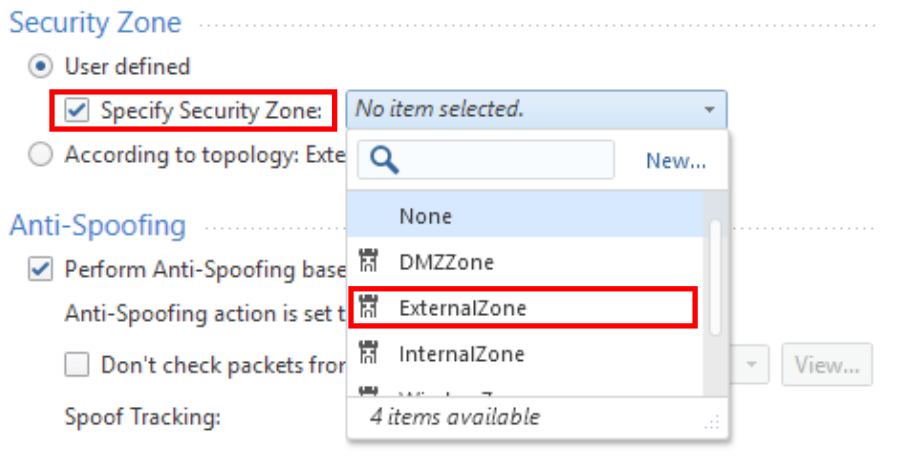 Security Zone
User defined
Specify Security Zone: No item selected.
According to topology: Exte
New...
None
Anti-Spoofing
DMZZone
Perform Anti-Spoofing base
ExternalZone
Anti-Spoofing action is set t
InternalZone
Don't check packets from
View...
4 items available
Spoof Tracking: